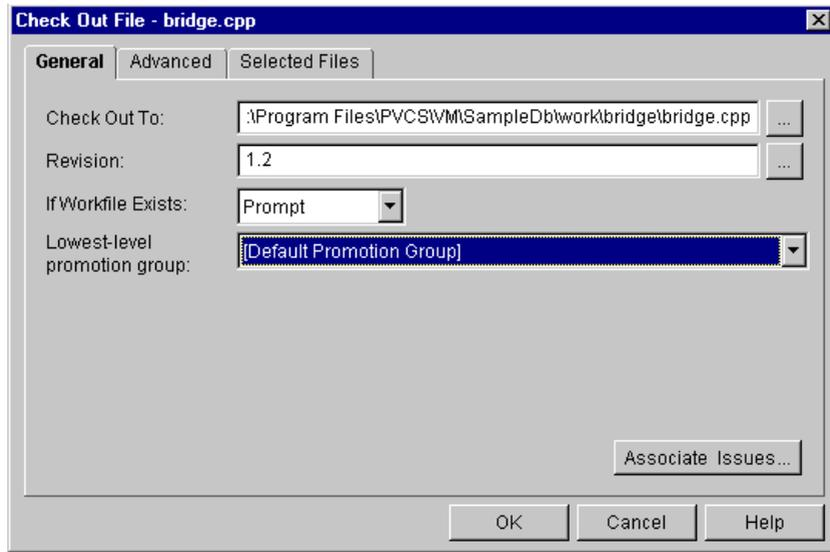 Check Out File - bridge.cpp
General Advanced Selected Files
Check Out To: :\Program Files\PVCS\VM\SampleDb\work\bridge\bridge.cpp ...
Revision: 1.2 ...
If Workfile Exists: Prompt
Lowest-level
promotion group: [Default Promotion Group]
Associate Issues...
OK Cancel Help